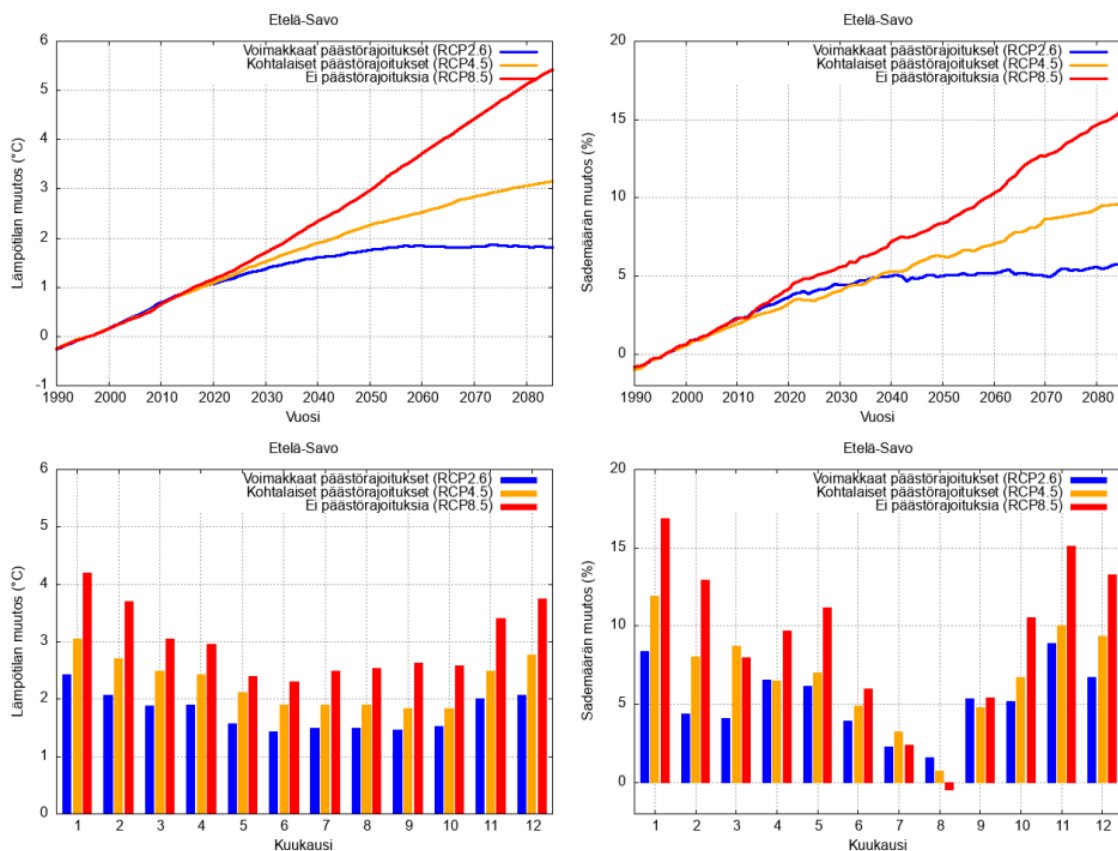 Etelä-Savo
Voimakkaat päästörajoitukset (RCP2.6)
Kohtalaiset päästörajoitukset (RCP4.5)
Ei päästörajoituksia (RCP8.5)
Lämpötilan muutos (°C)
6
5
4
3
2
1
0
-1
1990 2000 2010 2020 2030 2040 2050 2060 2070 2080
Vuosi
Etelä-Savo
Voimakkaat päästörajoitukset (RCP2.6)
Kohtalaiset päästörajoitukset (RCP4.5)
Ei päästörajoituksia (RCP8.5)
Sademäärän muutos (%)
20
15
10
5
0
1990 2000 2010 2020 2030 2040 2050 2060 2070 2080
Vuosi
Etelä-Savo
Voimakkaat päästörajoitukset (RCP2.6)
Kohtalaiset päästörajoitukset (RCP4.5)
Ei päästörajoituksia (RCP8.5)
Lämpötilan muutos (°C)
6
5
4
3
2
1
0
1 2 3 4 5 6 7 8 9 10 11 12
Kuukausi
Etelä-Savo
Voimakkaat päästörajoitukset (RCP2.6)
Kohtalaiset päästörajoitukset (RCP4.5)
Ei päästörajoituksia (RCP8.5)
Sademäärän muutos (%)
20
15
10
5
0
1 2 3 4 5 6 7 8 9 10 11 12
Kuukausi